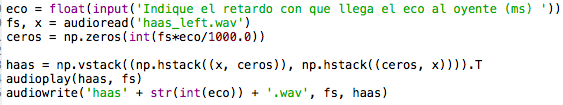 eco = float(input('Indique el retardo con que llega el eco al oyente (ms) '))
fs, x = audioread('haas_left.wav')
ceros = np.zeros(int(fs*eco/1000.0))
haas = np.vstack((np.hstack((x, ceros)), np.hstack((ceros, x)))).T
audioplay(haas, fs)
audiowrite('haas' + str(int(eco)) + '.wav', fs, haas)